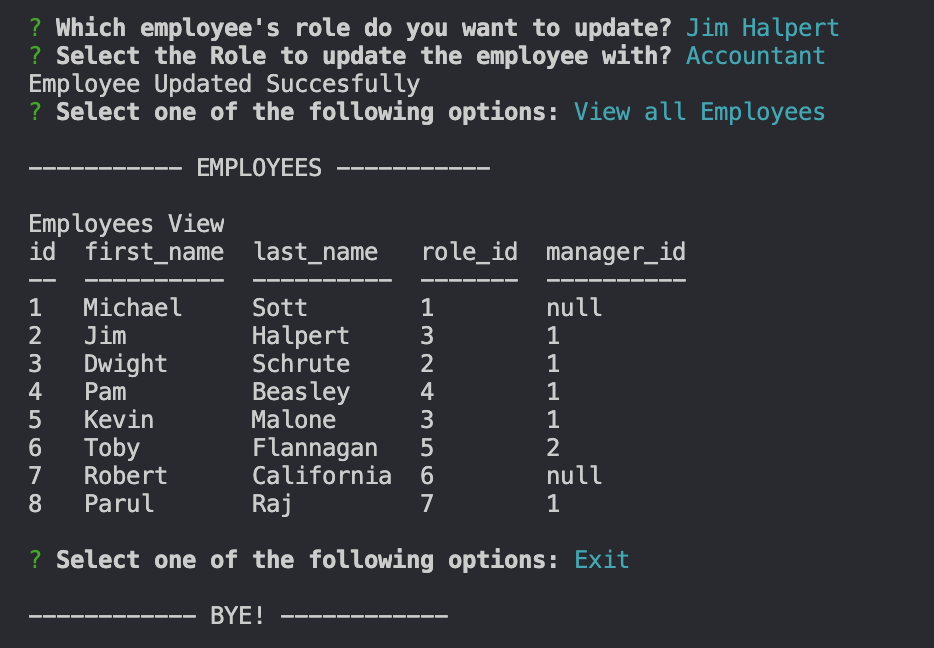 ? Which employee's role do you want to update? Jim Halpert
? Select the Role to update the employee with? Accountant
Employee Updated Succesfully
? Select one of the following options: View all Employees
----------- EMPLOYEES -----------
Employees View
id  first_name  last_name   role_id  manager_id
--  ----------  ----------  -------  ----------
1   Michael     Sott        1        null
2   Jim         Halpert     3        1
3   Dwight      Schrute     2        1
4   Pam         Beasley     4        1
5   Kevin       Malone      3        1
6   Toby        Flannagan   5        2
7   Robert      California  6        null
8   Parul       Raj         7        1
? Select one of the following options: Exit
------------ BYE! ------------